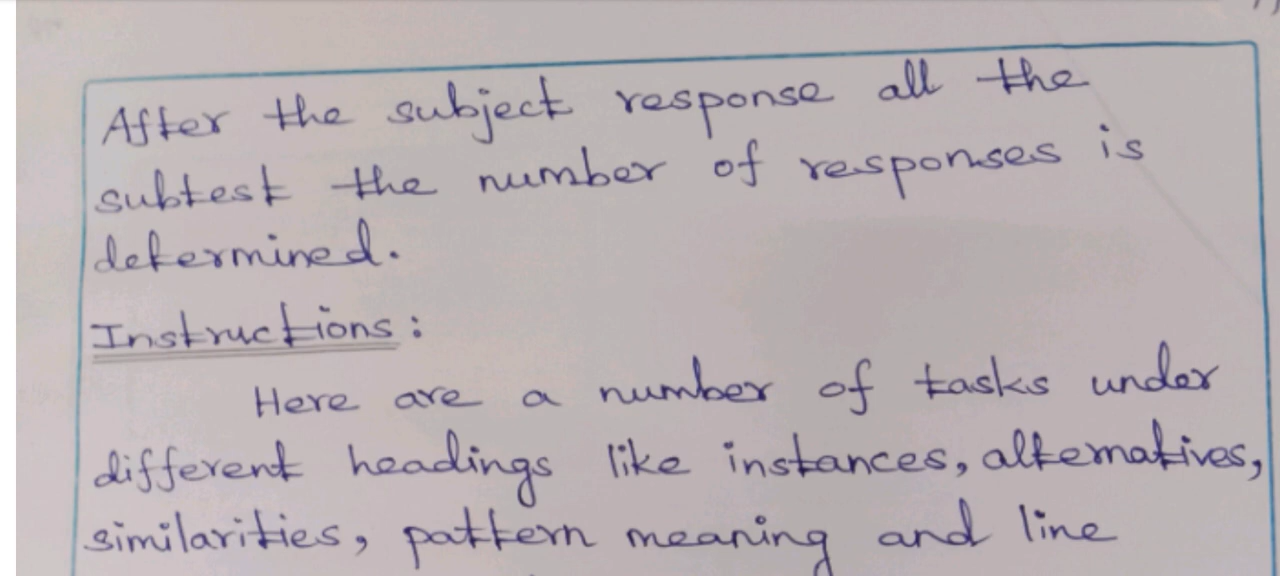 After the subject response all the
subtest the number of responses is
determined.
Instructions :
Here are a number of tasks under
different headings like instances, alternatives,
similarities, pattern meaning and line